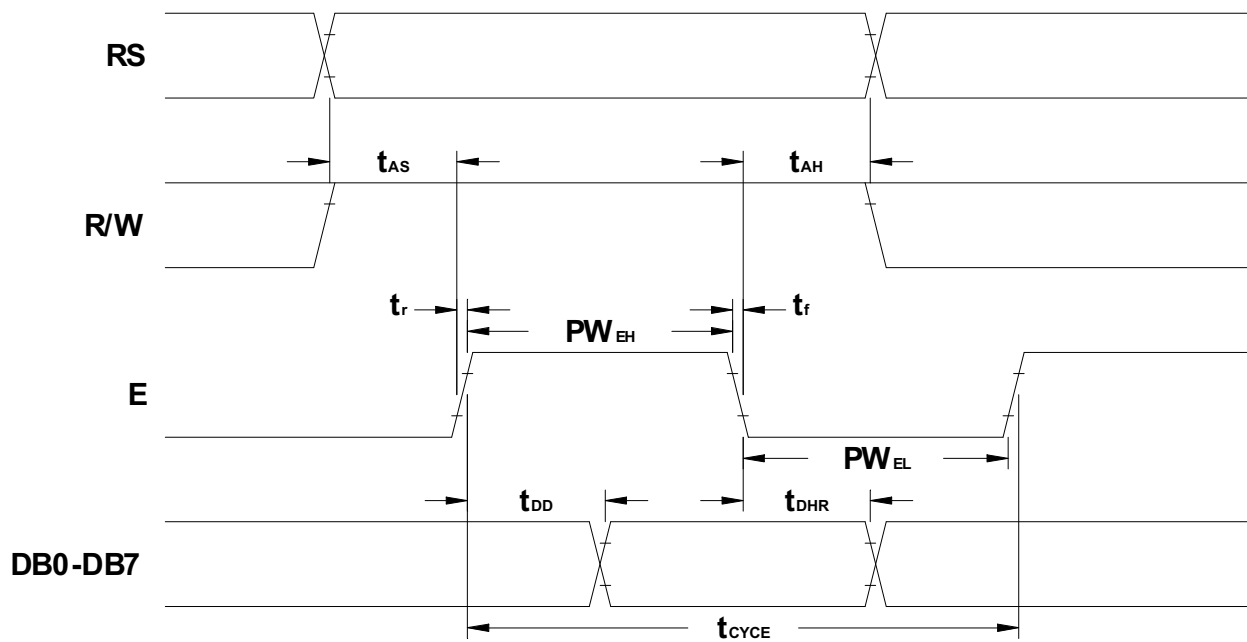 RS
tAS
tAH
R/W
tr
tf
PWEH
E
PWEL
tDD
tDHR
DB0-DB7
tCYCE